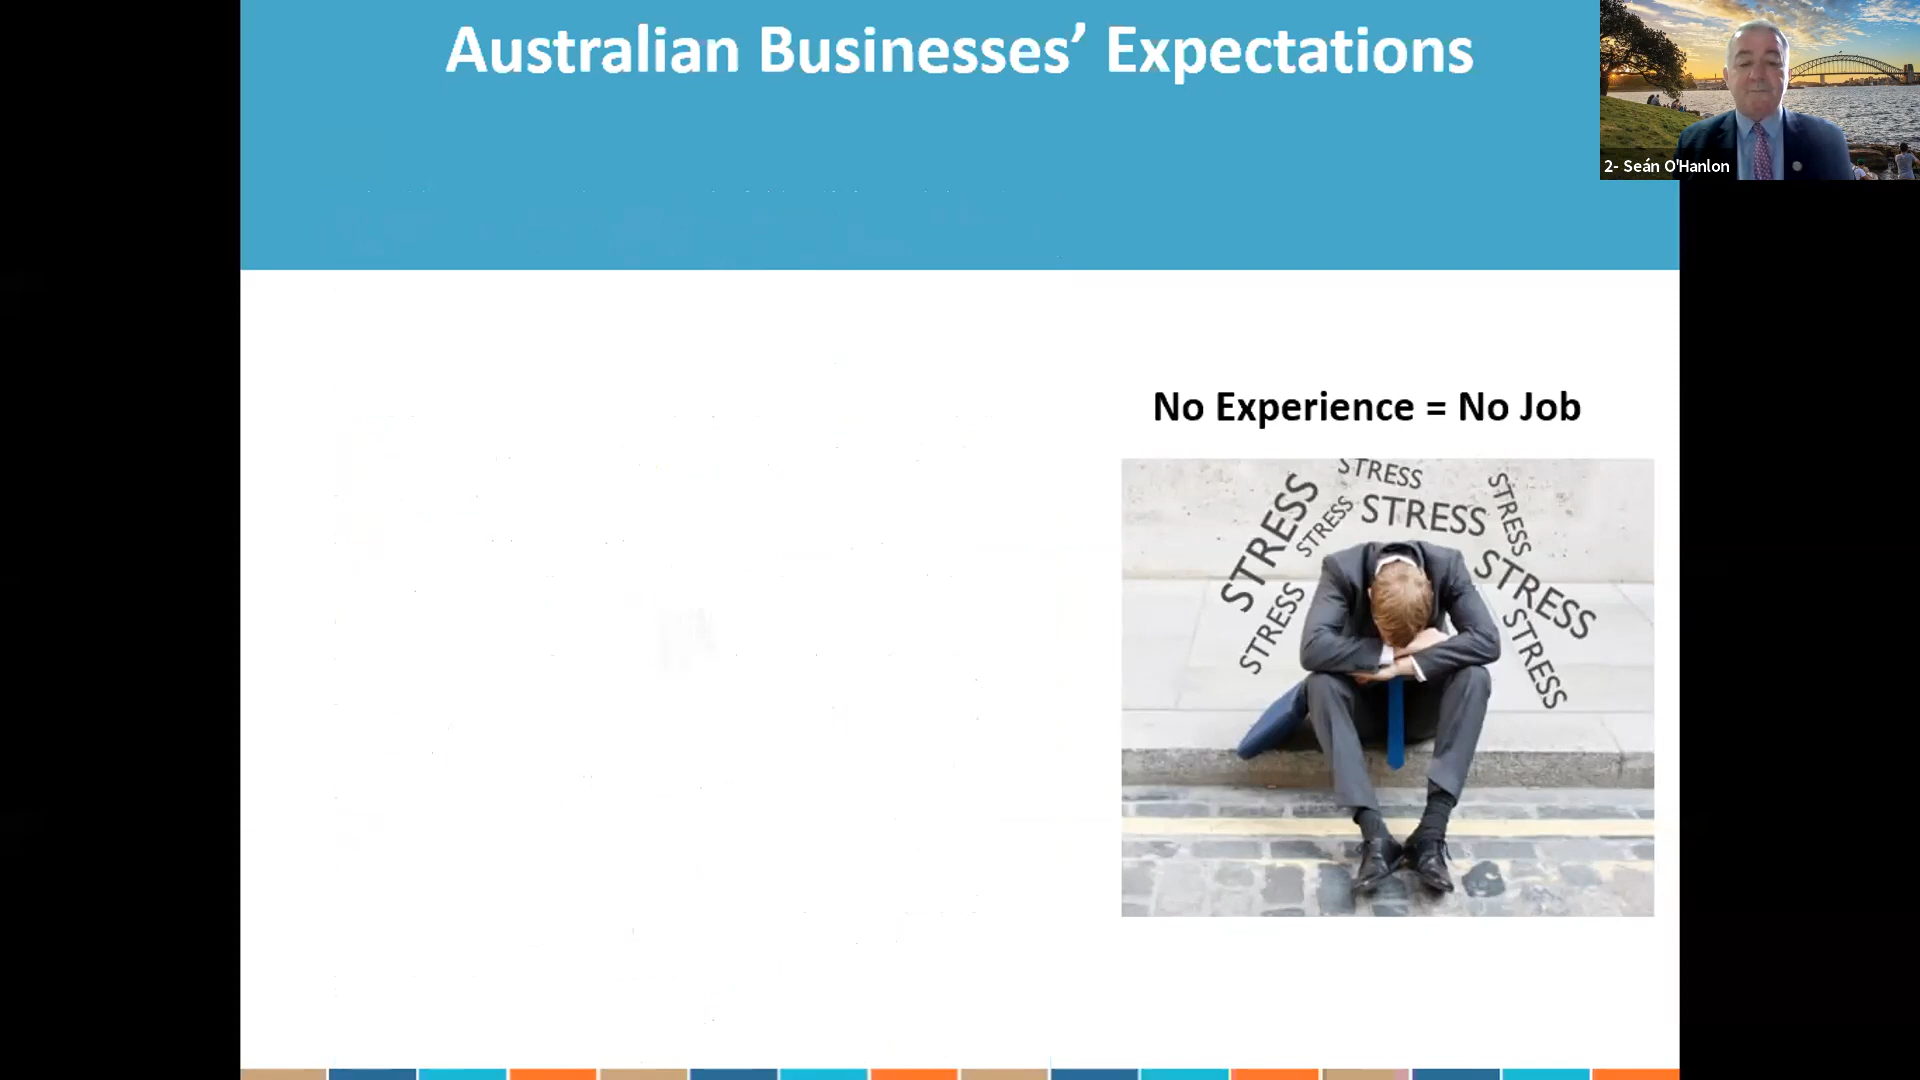 Australian Businesses’ Expectations
2- Seán O'Hanlon
No Experience = No Job
STRESS
STRESS
STRESS
STRESS
STRESS
STRESS
STRESS
STRESS